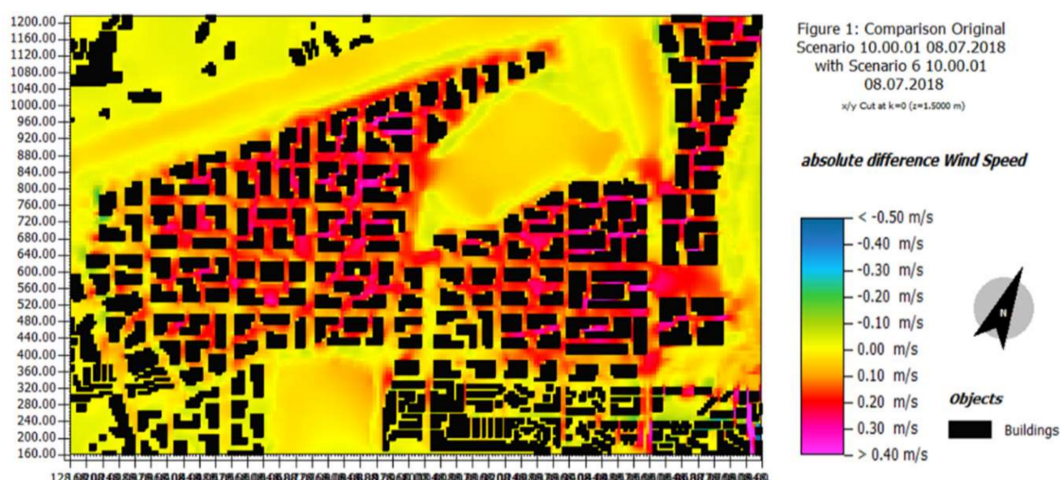 1200.00
1160.00
1120.00
1080.00
1040.00
1000.00
960.00
920.00
880.00
840.00
800.00
760.00
720.00
680.00
640.00
600.00
560.00
520.00
480.00
440.00
400.00
360.00
320.00
280.00
240.00
200.00
160.00
Figure 1: Comparison Original
Scenario 10.00.01 08.07.2018
with Scenario 6 10.00.01
08.07.2018
x/y Cut at k=0 (z=1.5000 m)
absolute difference Wind Speed
< -0.50 m/s
-0.40 m/s
-0.30 m/s
-0.20 m/s
-0.10 m/s
0.00 m/s
0.10 m/s
0.20 m/s
0.30 m/s
> 0.40 m/s
N
Objects
Buildings